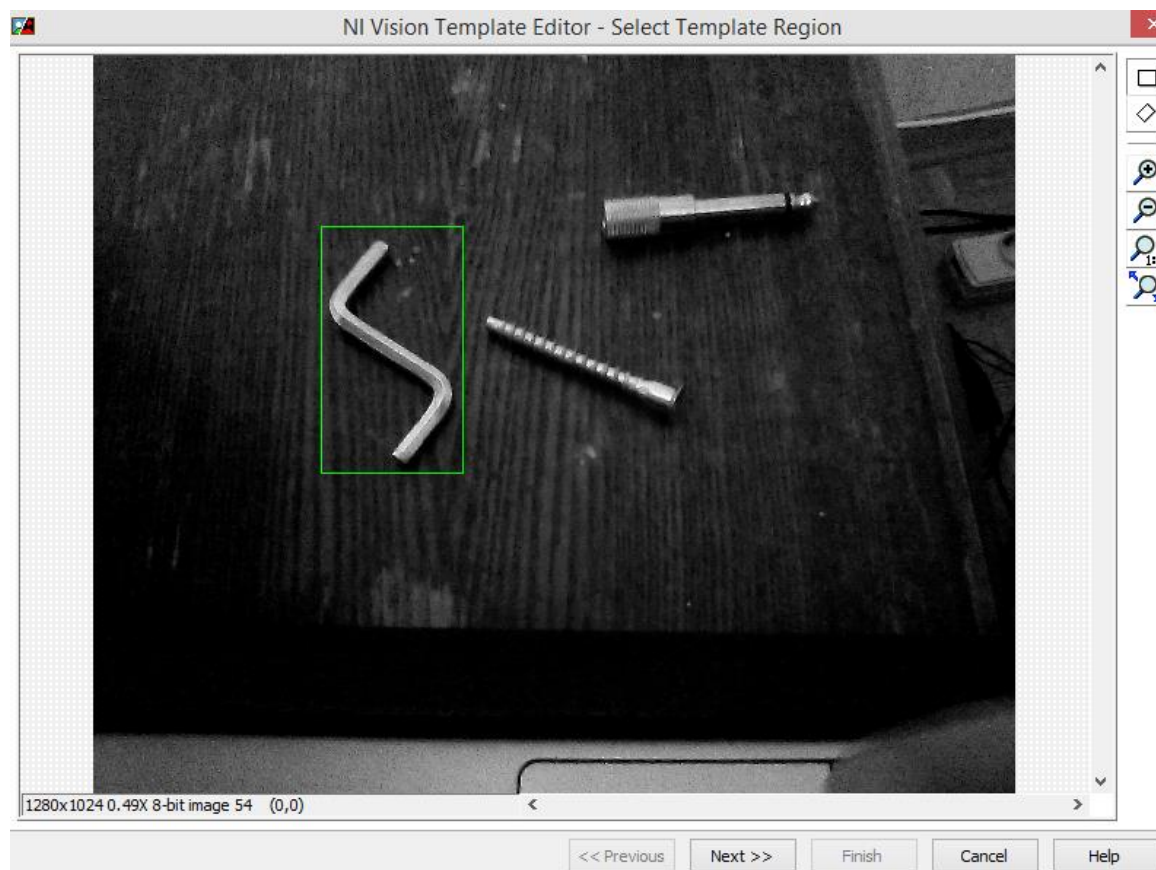 NI Vision Template Editor - Select Template Region
1280x1024 0.49X 8-bit image 54 (0,0)
<< Previous Next >> Finish Cancel Help